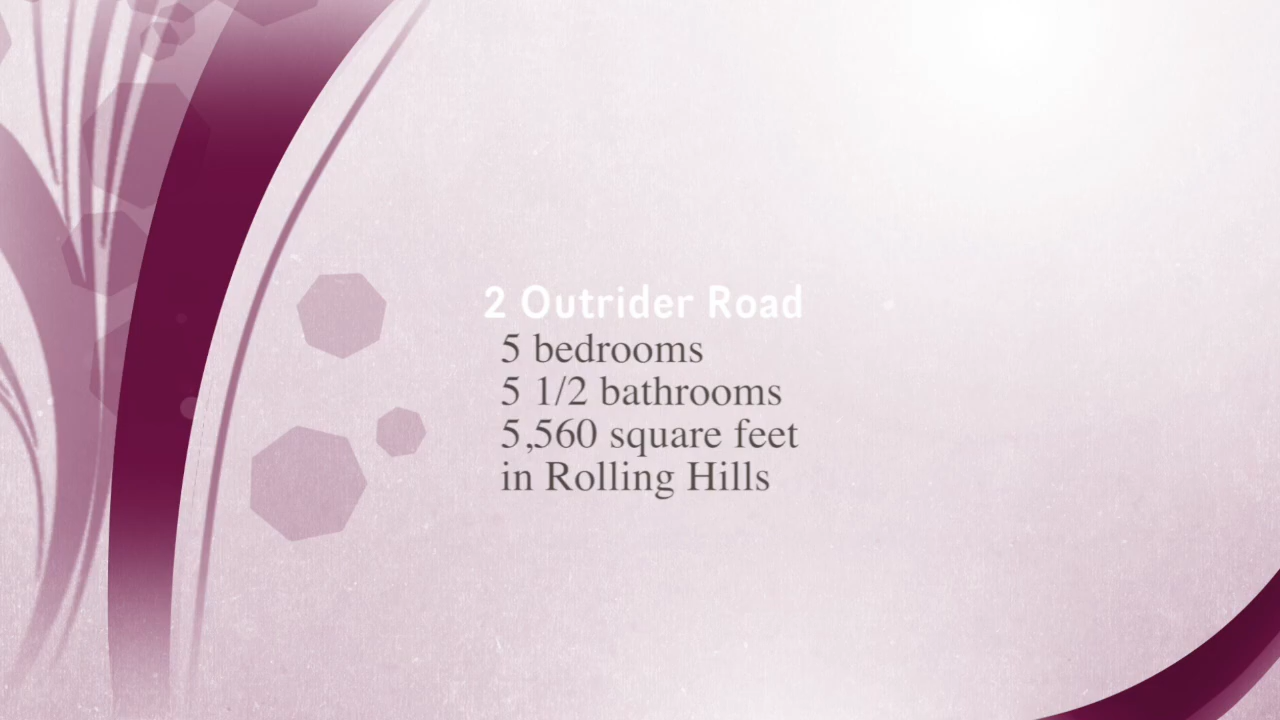 2 Outrider Road
5 bedrooms
5 1/2 bathrooms
5,560 square feet
in Rolling Hills